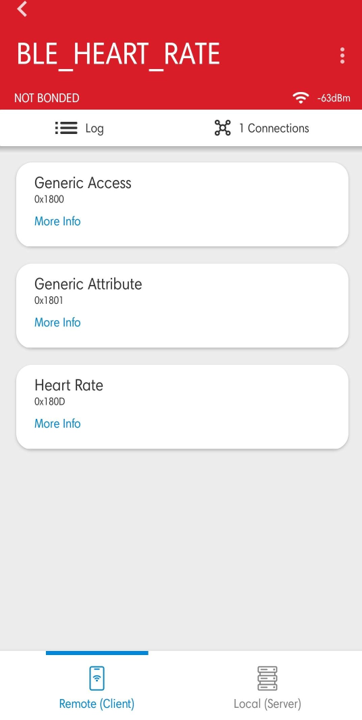 BLE_HEART_RATE
NOT BONDED
-63dBm
Log
1 Connections
Generic Access
0x1800
More Info
Generic Attribute
0x1801
More Info
Heart Rate
0x180D
More Info
Remote (Client)
Local (Server)